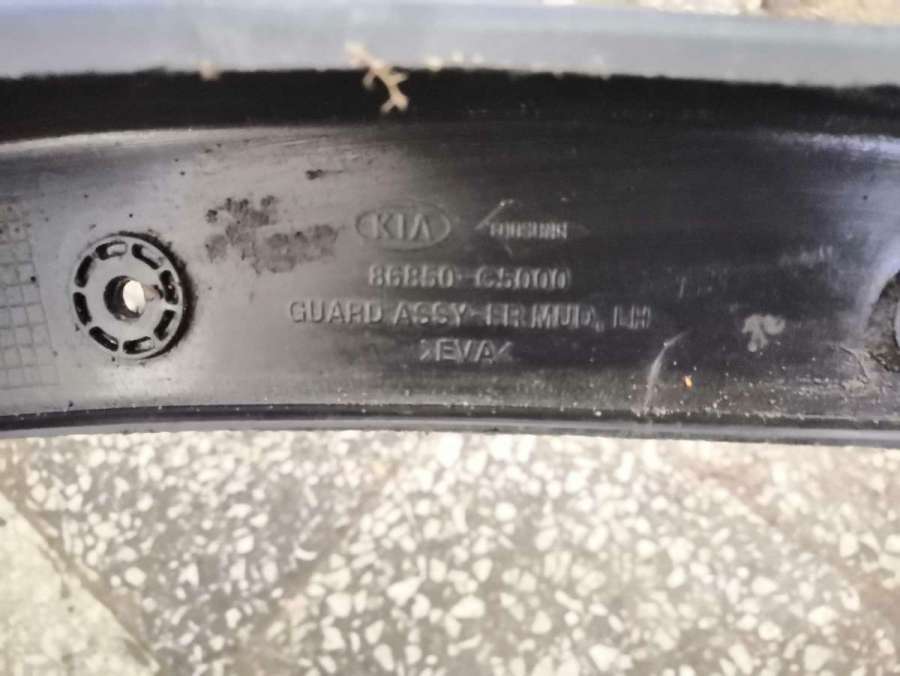 KIA
86850-C5000
GUARD ASSY-FR MUD, LH
>EVA<